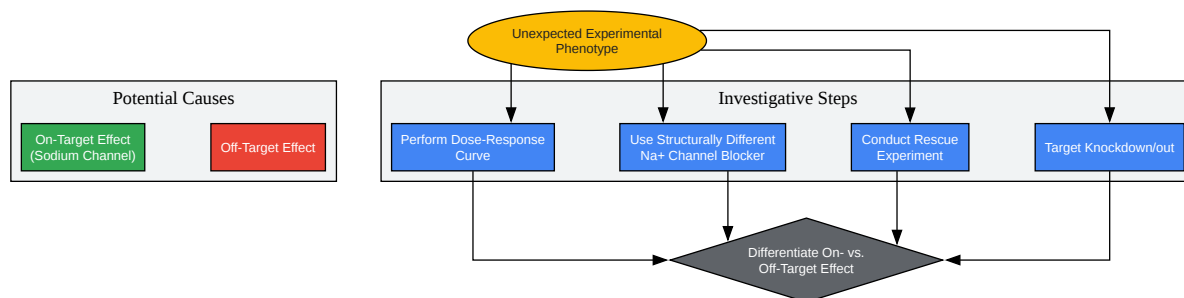 Unexpected Experimental
Phenotype
Potential Causes
Investigative Steps
On-Target Effect
(Sodium Channel)
Off-Target Effect
Perform Dose-Response
Curve
Use Structurally Different
Na+ Channel Blocker
Conduct Rescue
Experiment
Target Knockdown/out
Differentiate On- vs.
Off-Target Effect